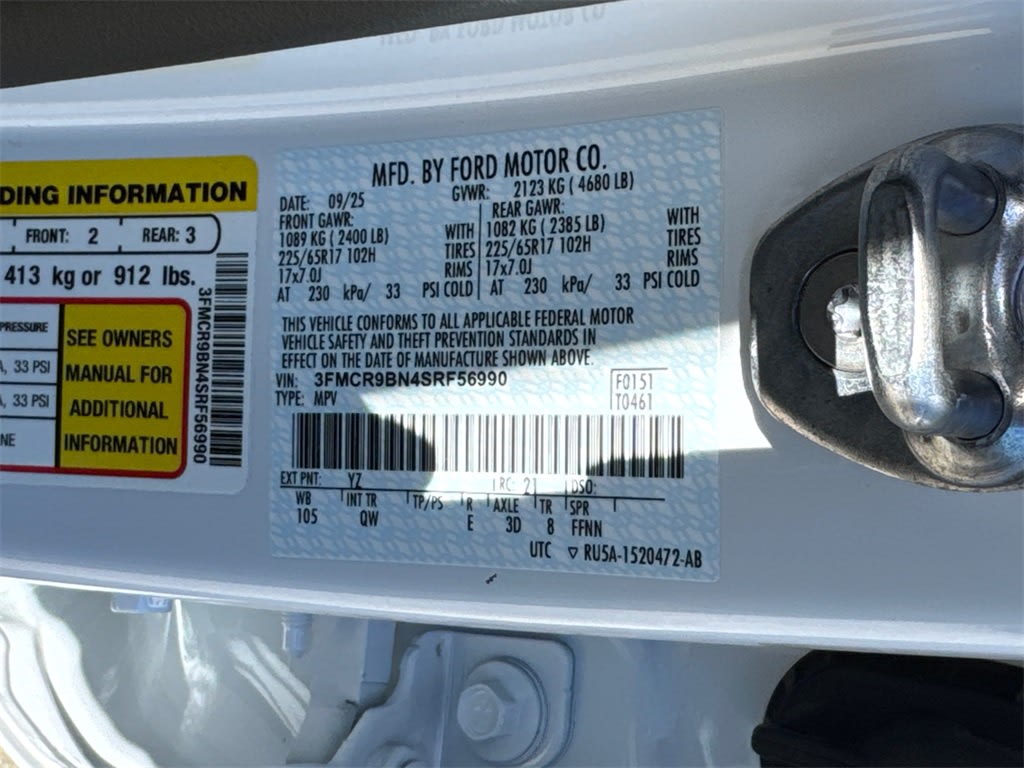 DING INFORMATION
FRONT: 2 REAR: 3
413 kg or 912 lbs.
PRESSURE
, 33 PSI
, 33 PSI
NE
SEE OWNERS
MANUAL FOR
ADDITIONAL
INFORMATION
3FMCR9BN4SRF56990
MFD. BY FORD MOTOR CO.
DATE: 09/25 GVWR: 2123 KG ( 4680 LB)
FRONT GAWR: REAR GAWR:
1089 KG ( 2400 LB) WITH 1082 KG ( 2385 LB) WITH
225/65R17 102H TIRES 225/65R17 102H TIRES
17x7.0J RIMS 17x7.0J RIMS
AT 230 kPa/ 33 PSI COLD AT 230 kPa/ 33 PSI COLD
THIS VEHICLE CONFORMS TO ALL APPLICABLE FEDERAL MOTOR
VEHICLE SAFETY AND THEFT PREVENTION STANDARDS IN
EFFECT ON THE DATE OF MANUFACTURE SHOWN ABOVE.
VIN: 3FMCR9BN4SRF56990 F0151
TYPE: MPV T0461
EXT PNT: YZ RC: 21 DSO:
WB INT TR TP/PS R AXLE TR SPR
105 QW E 3D 8 FFNN
UTC ▽ RU5A-1520472-AB